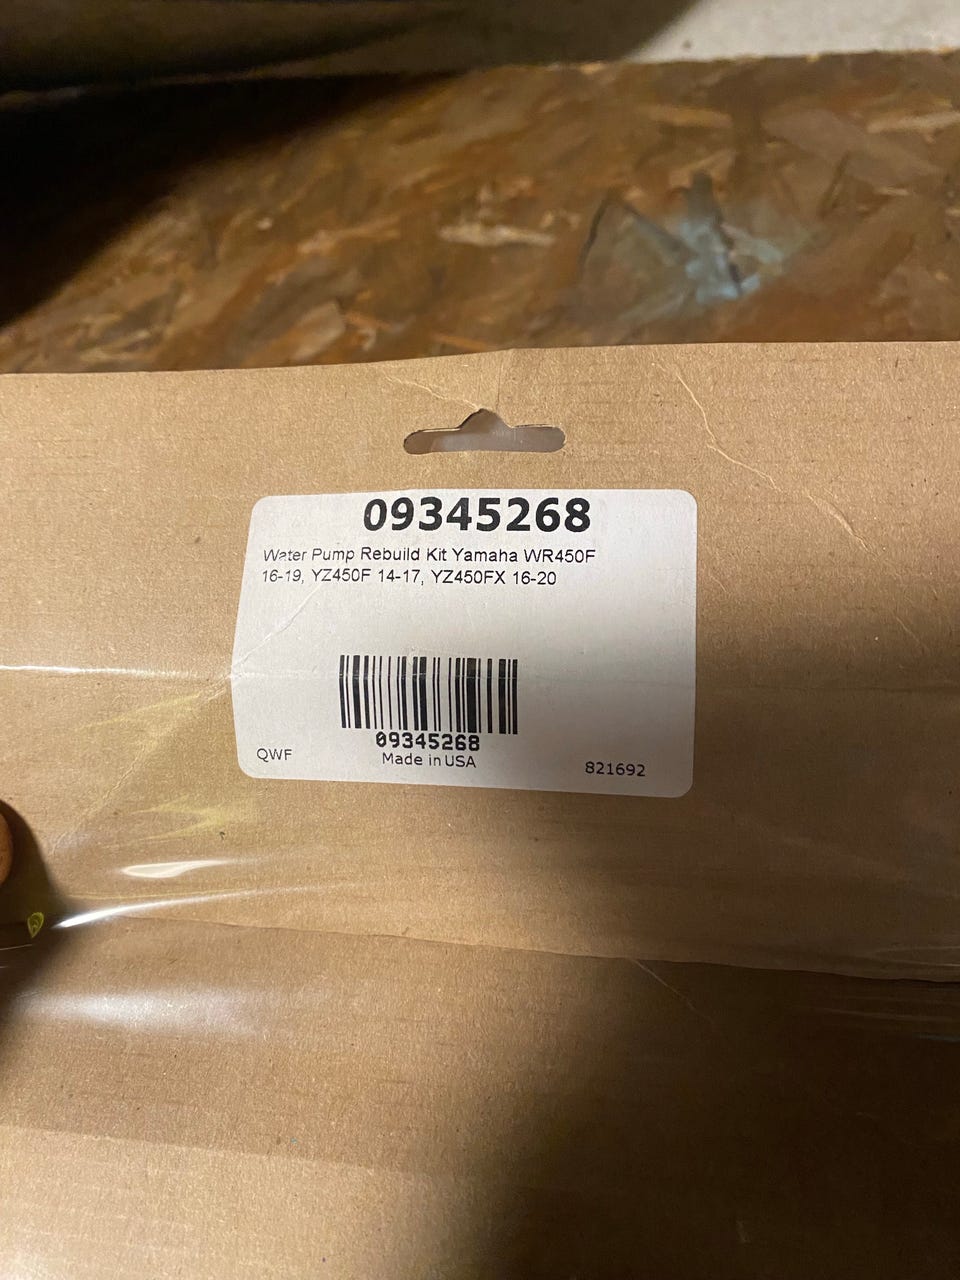 09345268
Water Pump Rebuild Kit Yamaha WR450F
16-19, YZ450F 14-17, YZ450FX 16-20
09345268
Made in USA
QWF
821692